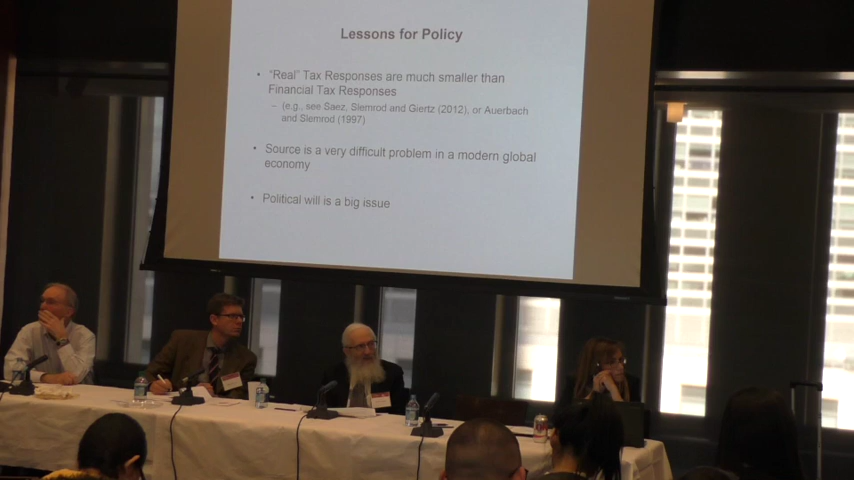 Lessons for Policy
• "Real" Tax Responses are much smaller than
Financial Tax Responses
– (e.g., see Saez, Slemrod and Giertz (2012), or Auerbach
and Slemrod (1997)
• Source is a very difficult problem in a modern global
economy
• Political will is a big issue